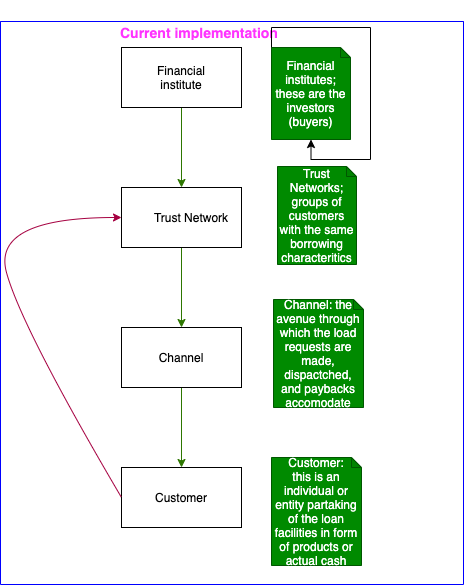 Current implementation
Financial
institute
Financial
institutes;
these are the
investors
(buyers)
Trust Network
Trust
Networks;
groups of
customers
with the same
borrowing
characteritics
Channel
Channel: the
avenue through
which the load
requests are
made,
dispactched,
and paybacks
accomodate
Customer
Customer:
this is an
individual or
entity partaking
of the loan
facilities in form
of products or
actual cash